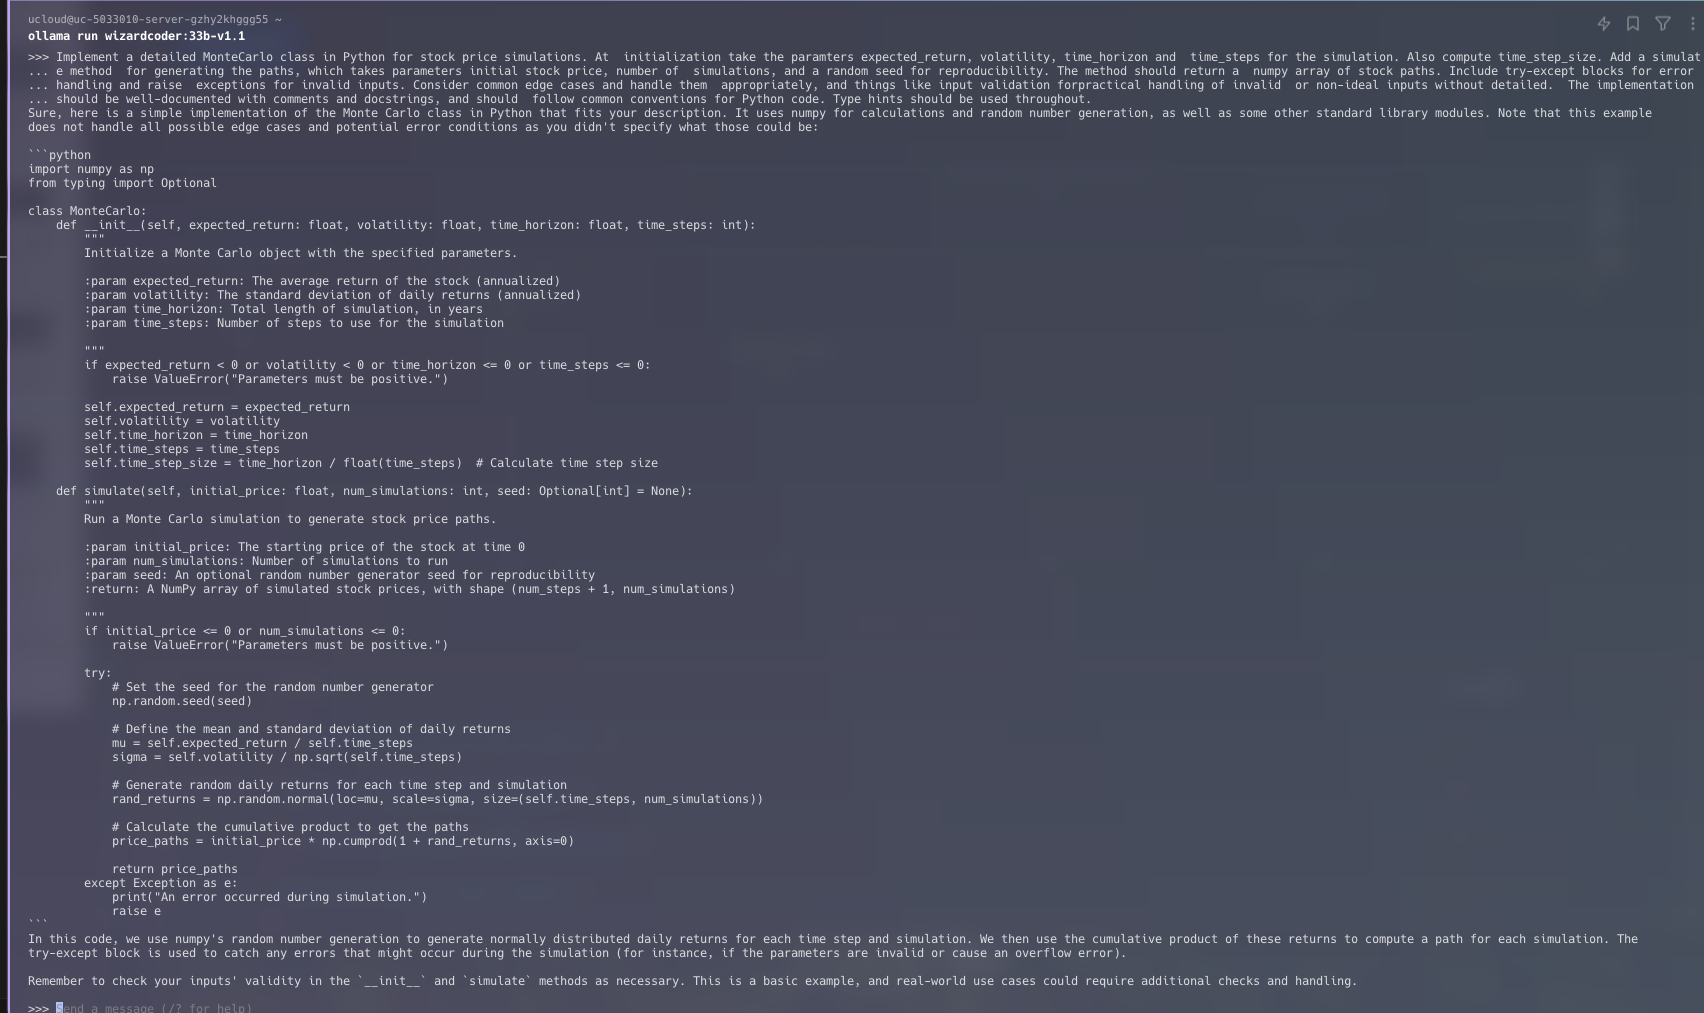 ucloud@uc-5033010-server-gzhy2khggg55 ~
ollama run wizardcoder:33b-v1.1
>>> Implement a detailed MonteCarlo class in Python for stock price simulations. At  initialization take the paramters expected_return, volatility, time_horizon and  time_steps for the simulation. Also compute time_step_size. Add a simulat
... e method  for generating the paths, which takes parameters initial stock price, number of  simulations, and a random seed for reproducibility. The method should return a  numpy array of stock paths. Include try-except blocks for error
... handling and raise  exceptions for invalid inputs. Consider common edge cases and handle them  appropriately, and things like input validation forpractical handling of invalid  or non-ideal inputs without detailed.  The implementation
... should be well-documented with comments and docstrings, and should  follow common conventions for Python code. Type hints should be used throughout.
Sure, here is a simple implementation of the Monte Carlo class in Python that fits your description. It uses numpy for calculations and random number generation, as well as some other standard library modules. Note that this example
does not handle all possible edge cases and potential error conditions as you didn't specify what those could be:

```python
import numpy as np
from typing import Optional

class MonteCarlo:
    def __init__(self, expected_return: float, volatility: float, time_horizon: float, time_steps: int):
        """
        Initialize a Monte Carlo object with the specified parameters.

        :param expected_return: The average return of the stock (annualized)
        :param volatility: The standard deviation of daily returns (annualized)
        :param time_horizon: Total length of simulation, in years
        :param time_steps: Number of steps to use for the simulation

        """
        if expected_return < 0 or volatility < 0 or time_horizon <= 0 or time_steps <= 0:
            raise ValueError("Parameters must be positive.")

        self.expected_return = expected_return
        self.volatility = volatility
        self.time_horizon = time_horizon
        self.time_steps = time_steps
        self.time_step_size = time_horizon / float(time_steps)  # Calculate time step size

    def simulate(self, initial_price: float, num_simulations: int, seed: Optional[int] = None):
        """
        Run a Monte Carlo simulation to generate stock price paths.

        :param initial_price: The starting price of the stock at time 0
        :param num_simulations: Number of simulations to run
        :param seed: An optional random number generator seed for reproducibility
        :return: A NumPy array of simulated stock prices, with shape (num_steps + 1, num_simulations)

        """
        if initial_price <= 0 or num_simulations <= 0:
            raise ValueError("Parameters must be positive.")

        try:
            # Set the seed for the random number generator
            np.random.seed(seed)

            # Define the mean and standard deviation of daily returns
            mu = self.expected_return / self.time_steps
            sigma = self.volatility / np.sqrt(self.time_steps)

            # Generate random daily returns for each time step and simulation
            rand_returns = np.random.normal(loc=mu, scale=sigma, size=(self.time_steps, num_simulations))

            # Calculate the cumulative product to get the paths
            price_paths = initial_price * np.cumprod(1 + rand_returns, axis=0)

            return price_paths
        except Exception as e:
            print("An error occurred during simulation.")
            raise e
```
In this code, we use numpy's random number generation to generate normally distributed daily returns for each time step and simulation. We then use the cumulative product of these returns to compute a path for each simulation. The
try-except block is used to catch any errors that might occur during the simulation (for instance, if the parameters are invalid or cause an overflow error).

Remember to check your inputs' validity in the `__init__` and `simulate` methods as necessary. This is a basic example, and real-world use cases could require additional checks and handling.

>>> Send a message (/? for help)